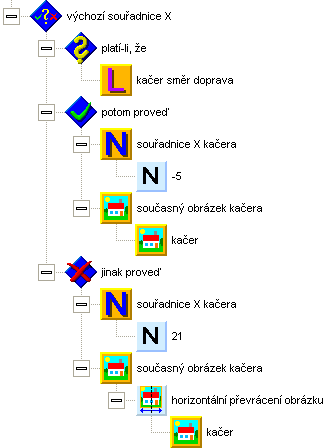 výchozí souřadnice X
platí-li, že
L kačer směr doprava
potom proveď
N souřadnice X kačera
N -5
současný obrázek kačera
kačer
jinak proveď
N souřadnice X kačera
N 21
současný obrázek kačera
horizontální převrácení obrázku
kačer